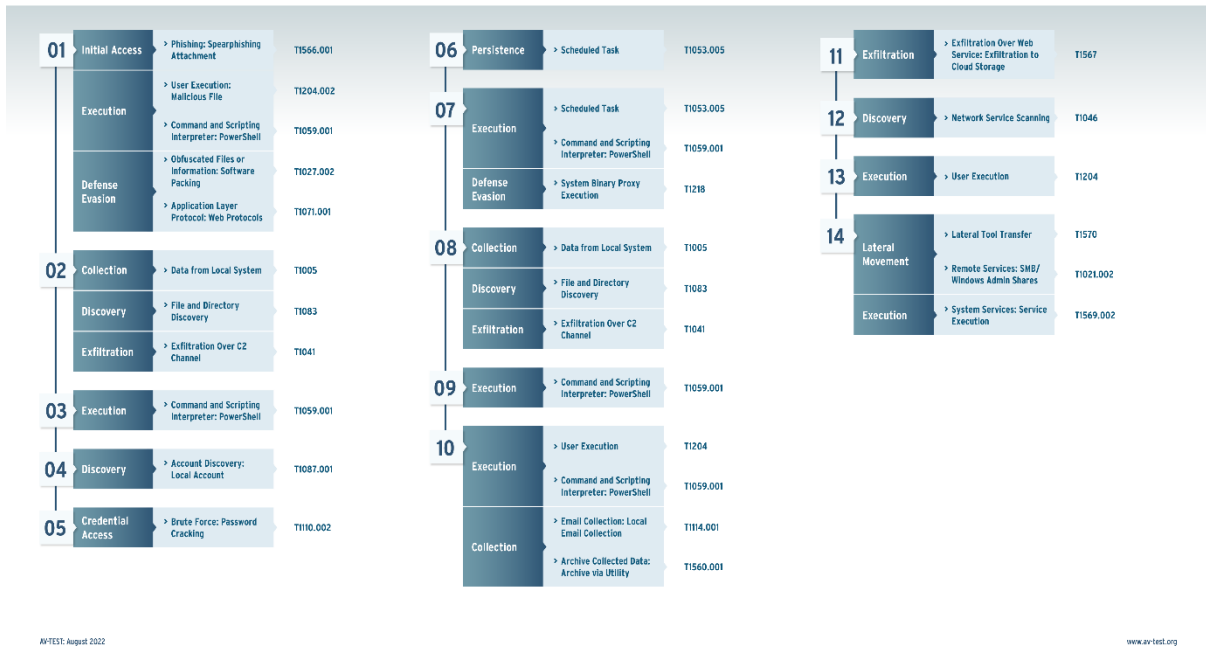 01
Initial Access
> Phishing: Spearphishing
Attachment
T1566.001
Execution
> User Execution:
Malicious File
T1204.002
> Command and Scripting
Interpreter: PowerShell
T1059.001
Defense
Evasion
> Obfuscated Files or
Information: Software
Packing
T1027.002
> Application Layer
Protocol: Web Protocols
T1071.001
02
Collection
> Data from Local System
T1005
Discovery
> File and Directory
Discovery
T1083
Exfiltration
> Exfiltration Over C2
Channel
T1041
03
Execution
> Command and Scripting
Interpreter: PowerShell
T1059.001
04
Discovery
> Account Discovery:
Local Account
T1087.001
05
Credential
Access
> Brute Force: Password
Cracking
T1110.002
06
Persistence
> Scheduled Task
T1053.005
07
Execution
> Scheduled Task
T1053.005
> Command and Scripting
Interpreter: PowerShell
T1059.001
Defense
Evasion
> System Binary Proxy
Execution
T1218
08
Collection
> Data from Local System
T1005
Discovery
> File and Directory
Discovery
T1083
Exfiltration
> Exfiltration Over C2
Channel
T1041
09
Execution
> Command and Scripting
Interpreter: PowerShell
T1059.001
10
Execution
> User Execution
T1204
> Command and Scripting
Interpreter: PowerShell
T1059.001
Collection
> Email Collection: Local
Email Collection
T1114.001
> Archive Collected Data:
Archive via Utility
T1560.001
11
Exfiltration
> Exfiltration Over Web
Service: Exfiltration to
Cloud Storage
T1567
12
Discovery
> Network Service Scanning
T1046
13
Execution
> User Execution
T1204
14
Lateral
Movement
> Lateral Tool Transfer
T1570
> Remote Services: SMB/
Windows Admin Shares
T1021.002
Execution
> System Services: Service
Execution
T1569.002
AV-TEST: August 2022
www.av-test.org